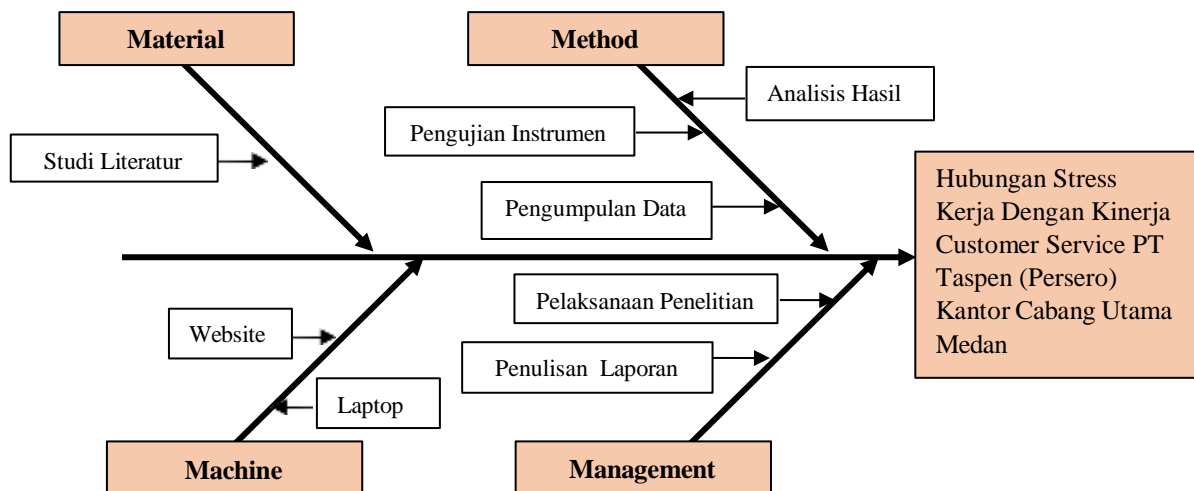 Material
Method
Analisis Hasil
Pengujian Instrumen
Studi Literatur
Pengumpulan Data
Hubungan Stress
Kerja Dengan Kinerja
Customer Service PT
Taspen (Persero)
Kantor Cabang Utama
Medan
Pelaksanaan Penelitian
Website
Penulisan Laporan
Laptop
Machine
Management